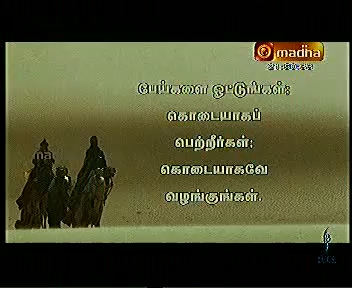 madha
பேய்களை ஓட்டுங்கள்;
கொடையாகப்
பெற்றீர்கள்;
கொடையாகவே
வழங்குங்கள்.